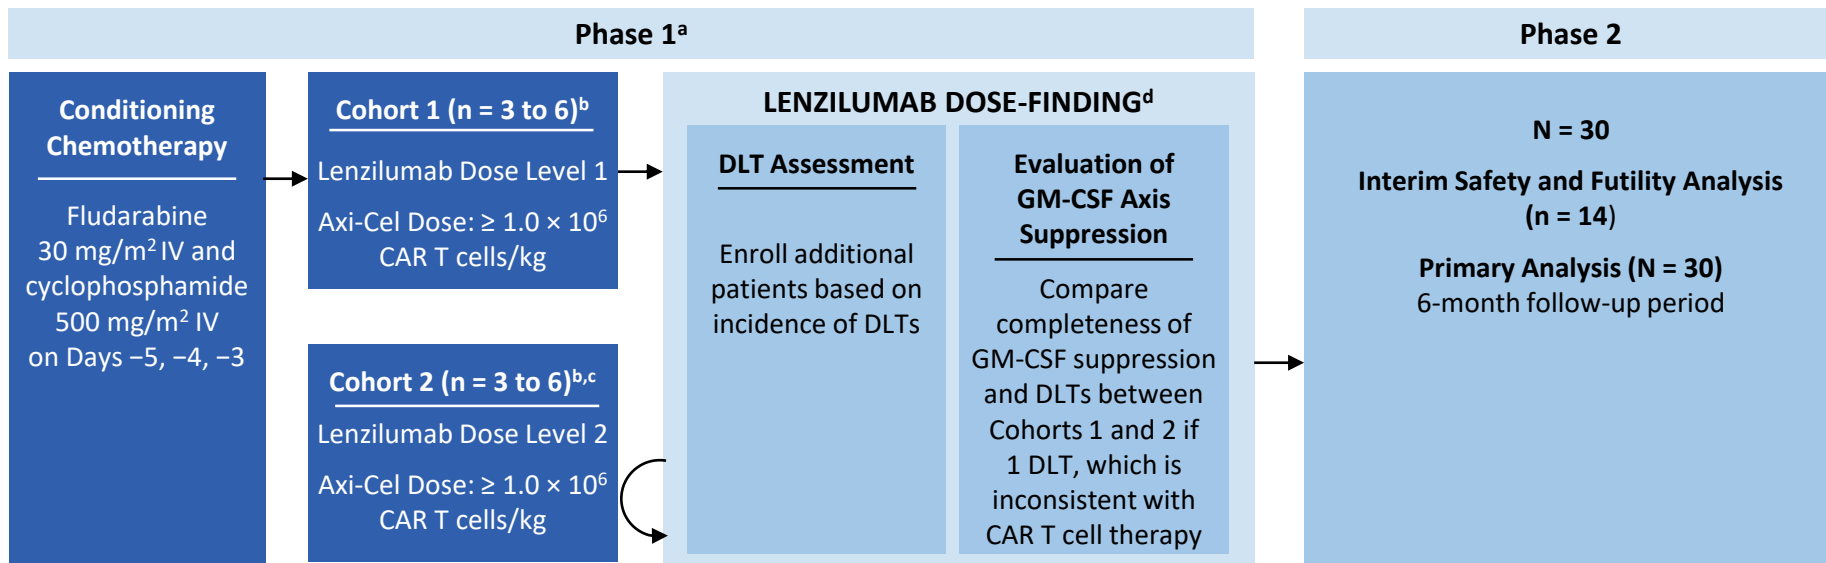 Phase 1ᵃ
Conditioning
Chemotherapy
Fludarabine
30 mg/m² IV and
cyclophosphamide
500 mg/m² IV
on Days −5, −4, −3
Cohort 1 (n = 3 to 6)ᵇ
Lenzilumab Dose Level 1
Axi-Cel Dose: ≥ 1.0 × 10⁶
CAR T cells/kg
Cohort 2 (n = 3 to 6)ᵇ,ᶜ
Lenzilumab Dose Level 2
Axi-Cel Dose: ≥ 1.0 × 10⁶
CAR T cells/kg
LENZILUMAB DOSE-FINDINGᵈ
DLT Assessment
Enroll additional
patients based on
incidence of DLTs
Evaluation of
GM-CSF Axis
Suppression
Compare
completeness of
GM-CSF suppression
and DLTs between
Cohorts 1 and 2 if
1 DLT, which is
inconsistent with
CAR T cell therapy
Phase 2
N = 30
Interim Safety and Futility Analysis
(n = 14)
Primary Analysis (N = 30)
6-month follow-up period